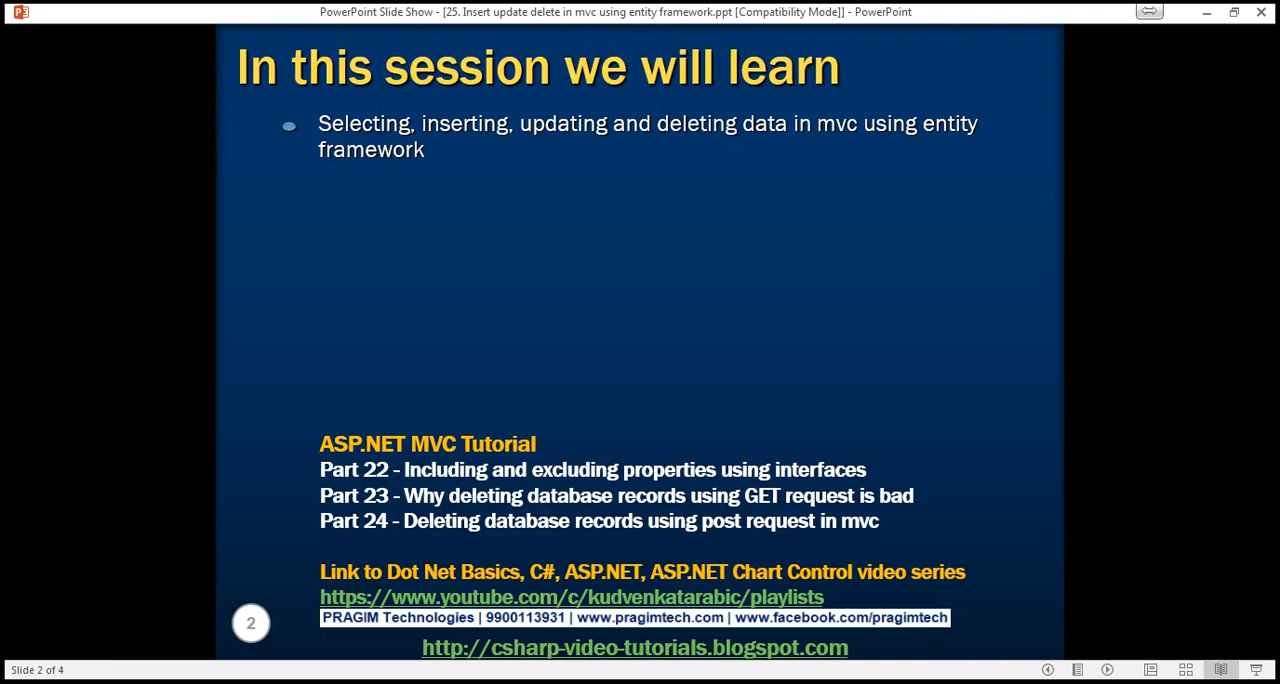 PowerPoint Slide Show - [25. Insert update delete in mvc using entity framework.ppt [Compatibility Mode]] - PowerPoint
In this session we will learn
Selecting, inserting, updating and deleting data in mvc using entity
framework
ASP.NET MVC Tutorial
Part 22 - Including and excluding properties using interfaces
Part 23 - Why deleting database records using GET request is bad
Part 24 - Deleting database records using post request in mvc
Link to Dot Net Basics, C#, ASP.NET, ASP.NET Chart Control video series
https://www.youtube.com/c/kudvenkatarabic/playlists
PRAGIM Technologies | 9900113931 | www.pragimtech.com | www.facebook.com/pragimtech
2
http://csharp-video-tutorials.blogspot.com
Slide 2 of 4